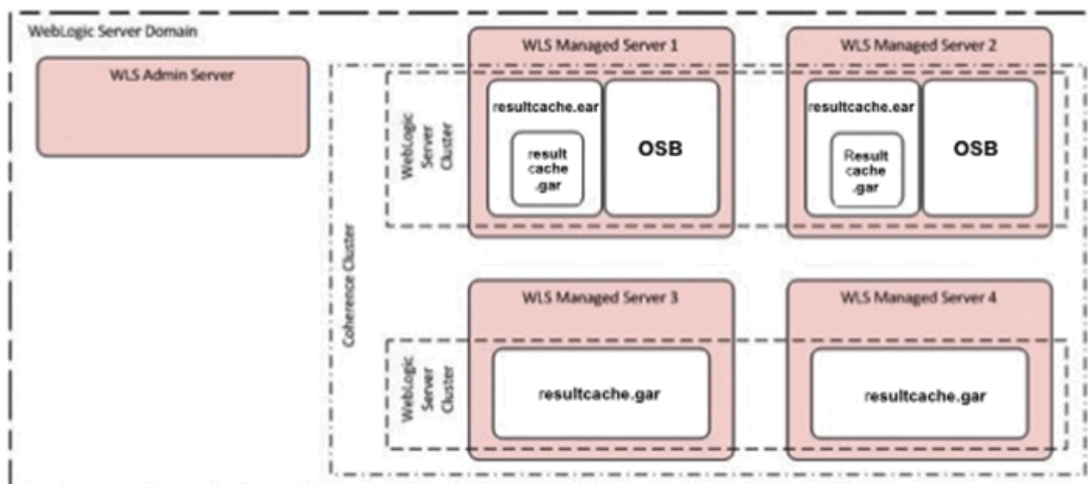 WebLogic Server Domain
WLS Admin Server
WLS Managed Server 1
WLS Managed Server 2
WebLogic
Server
Cluster
resultcache.ear
result
cache
.gar
OSB
resultcache.ear
Result
cache
.gar
OSB
Coherence Cluster
WLS Managed Server 3
WLS Managed Server 4
WebLogic
Server
Cluster
resultcache.gar
resultcache.gar